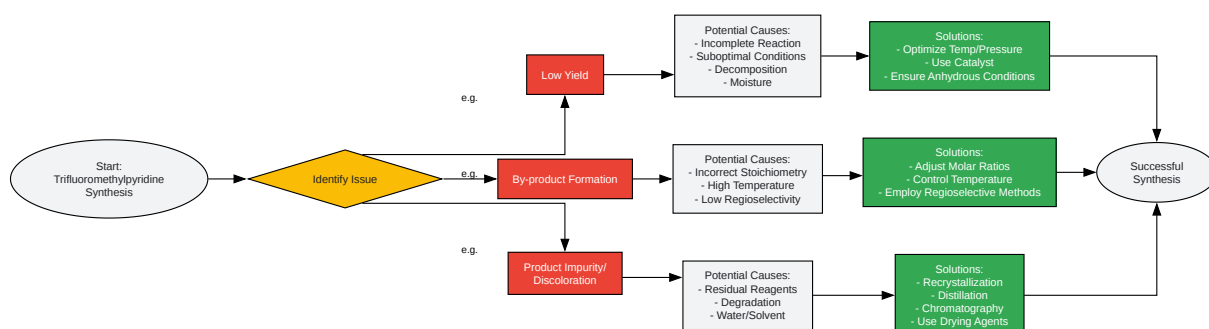 Start:
Trifluoromethylpyridine
Synthesis
Identify Issue
e.g.
Low Yield
Potential Causes:
- Incomplete Reaction
- Suboptimal Conditions
- Decomposition
- Moisture
Solutions:
- Optimize Temp/Pressure
- Use Catalyst
- Ensure Anhydrous Conditions
e.g.
By-product Formation
Potential Causes:
- Incorrect Stoichiometry
- High Temperature
- Low Regioselectivity
Solutions:
- Adjust Molar Ratios
- Control Temperature
- Employ Regioselective Methods
e.g.
Product Impurity/
Discoloration
Potential Causes:
- Residual Reagents
- Degradation
- Water/Solvent
Solutions:
- Recrystallization
- Distillation
- Chromatography
- Use Drying Agents
Successful
Synthesis